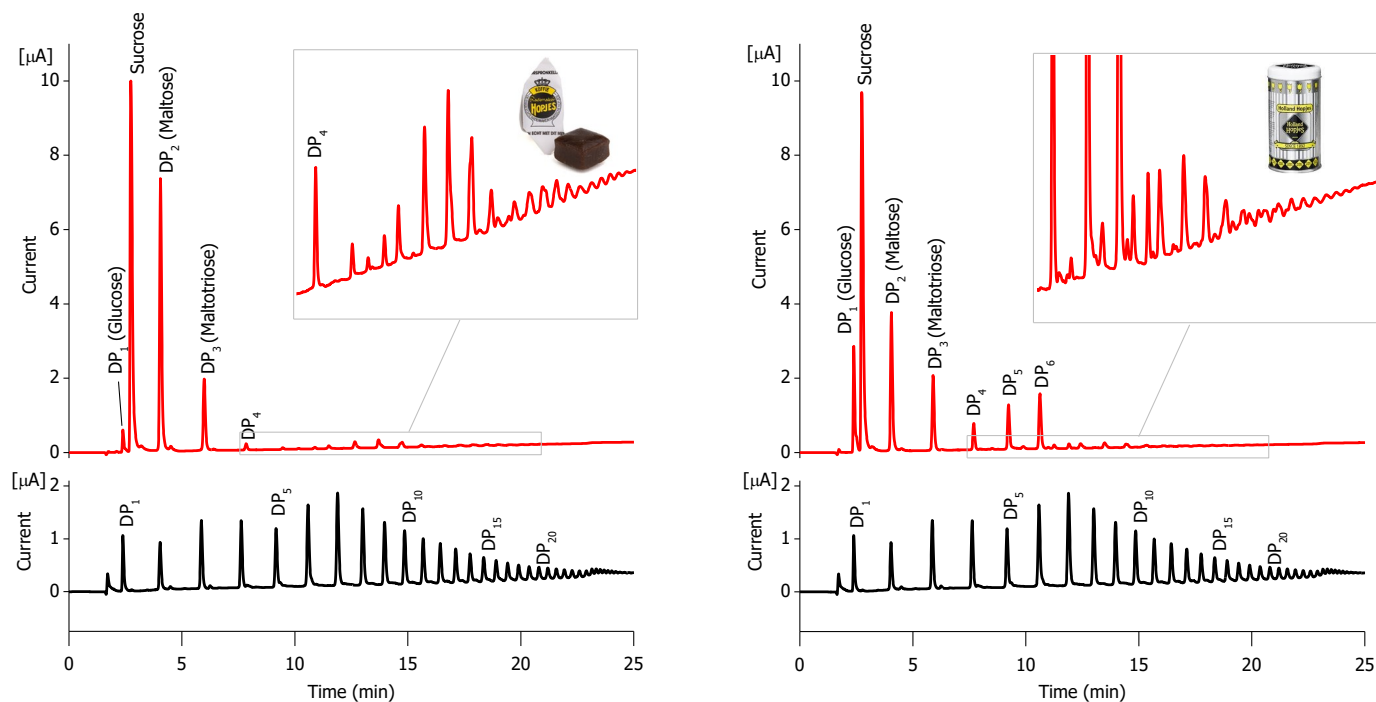 [μA]
10
8
6
4
2
0
Current
Sucrose
DP1 (Glucose)
DP2 (Maltose)
DP3 (Maltotriose)
DP4
DP4
KOFFIE
HOPJES
[μA]
2
1
0
Current
DP1
DP5
DP10
DP15
DP20
0
5
10
15
20
25
Time (min)
[μA]
10
8
6
4
2
0
Current
Sucrose
DP1 (Glucose)
DP2 (Maltose)
DP3 (Maltotriose)
DP4
DP5
DP6
Holland Hopjes
Holland
Hopjes
[μA]
2
1
0
Current
DP1
DP5
DP10
DP15
DP20
0
5
10
15
20
25
Time (min)